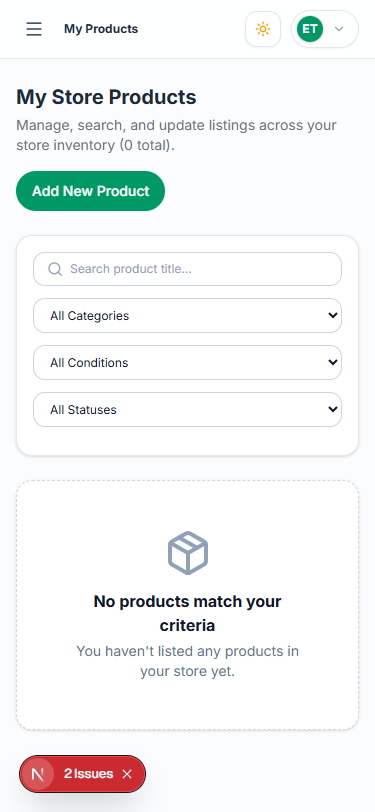 My Products
ET
My Store Products
Manage, search, and update listings across your
store inventory (0 total).
Add New Product
Search product title...
All Categories
All Conditions
All Statuses
No products match your
criteria
You haven't listed any products in
your store yet.
N
2 Issues